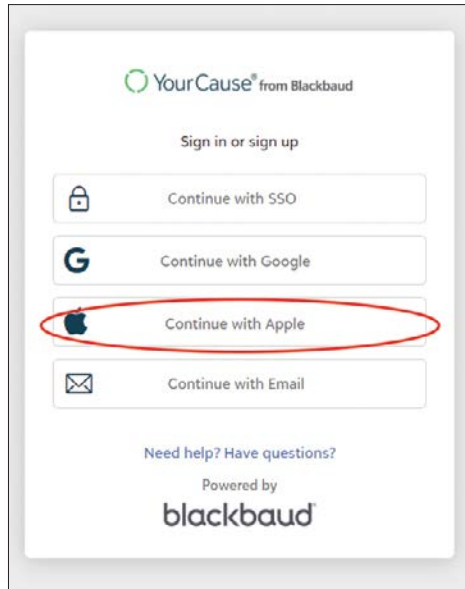 YourCause® from Blackbaud
Sign in or sign up
Continue with SSO
Continue with Google
Continue with Apple
Continue with Email
Need help? Have questions?
Powered by
blackbaud